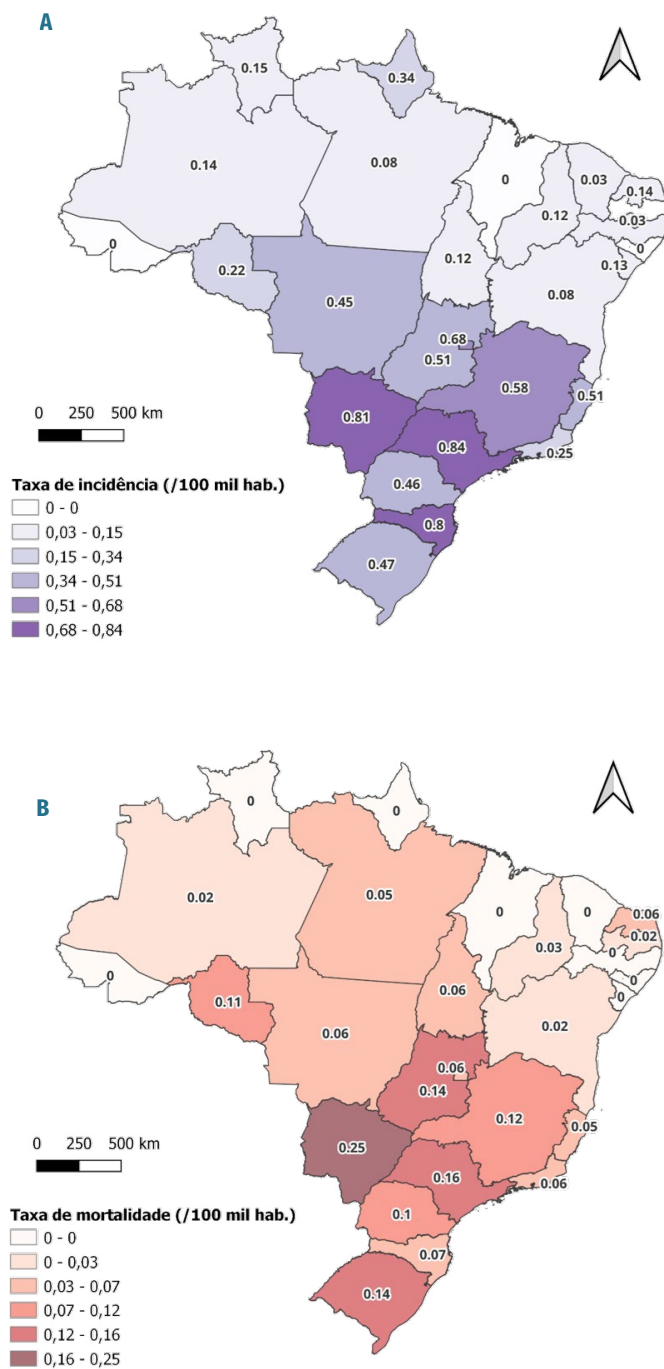 A
0.15
0.34
0.14
0.08
0
0.03
0.14
0.12
0.03
0
0
0.13
0.22
0.12
0.45
0.08
0.68
0.51
0.58
0.51
0.81
0.84
0.25
0.46
0.8
0.47
0 250 500 km
Taxa de incidência (/100 mil hab.)
0 - 0
0,03 - 0,15
0,15 - 0,34
0,34 - 0,51
0,51 - 0,68
0,68 - 0,84
B
0
0
0.02
0.05
0
0
0.06
0.02
0.03
0
0
0
0
0.11
0.06
0.06
0.02
0.06
0.14
0.12
0.05
0.25
0.16
0.06
0.1
0.07
0.14
0 250 500 km
Taxa de mortalidade (/100 mil hab.)
0 - 0
0 - 0,03
0,03 - 0,07
0,07 - 0,12
0,12 - 0,16
0,16 - 0,25